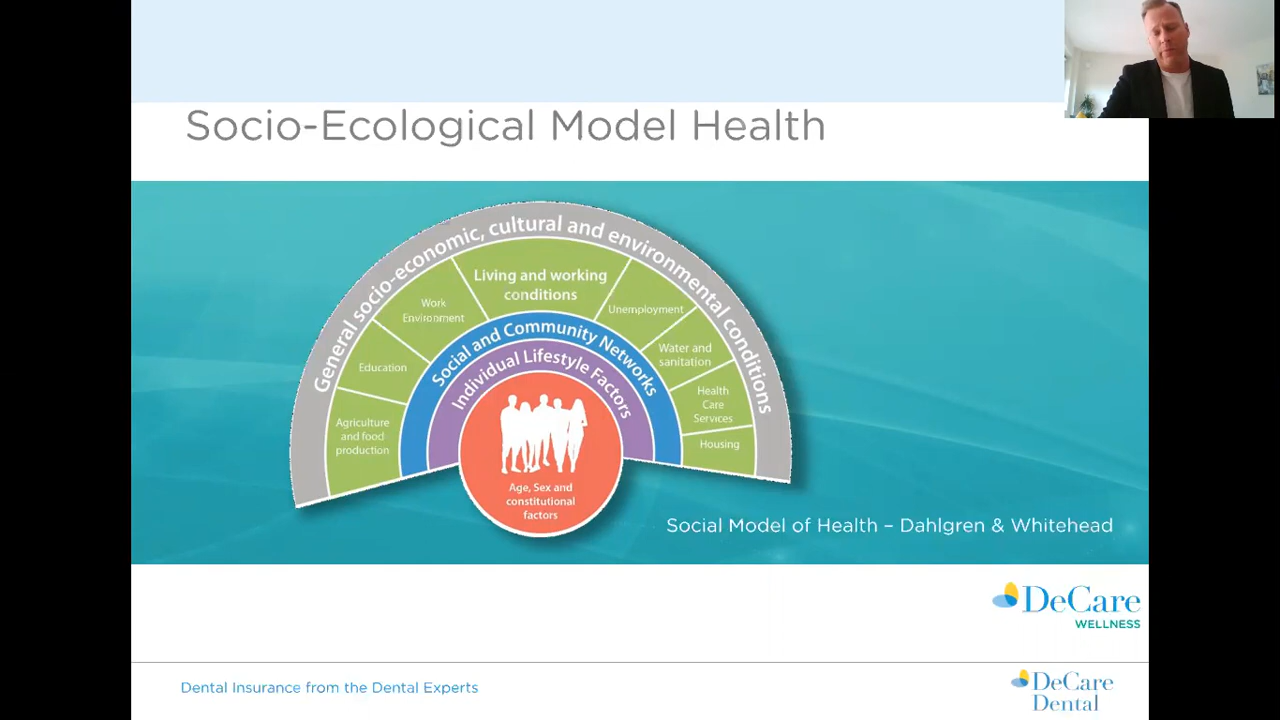 Socio-Ecological Model Health
General socio-economic, cultural and environmental conditions
Living and working
conditions
Work
Environment
Unemployment
Education
Water and
sanitation
Agriculture
and food
production
Health
Care
Services
Housing
Social and Community Networks
Individual Lifestyle Factors
Age, Sex and
constitutional
factors
Social Model of Health – Dahlgren & Whitehead
DeCare
WELLNESS
Dental Insurance from the Dental Experts
DeCare
Dental